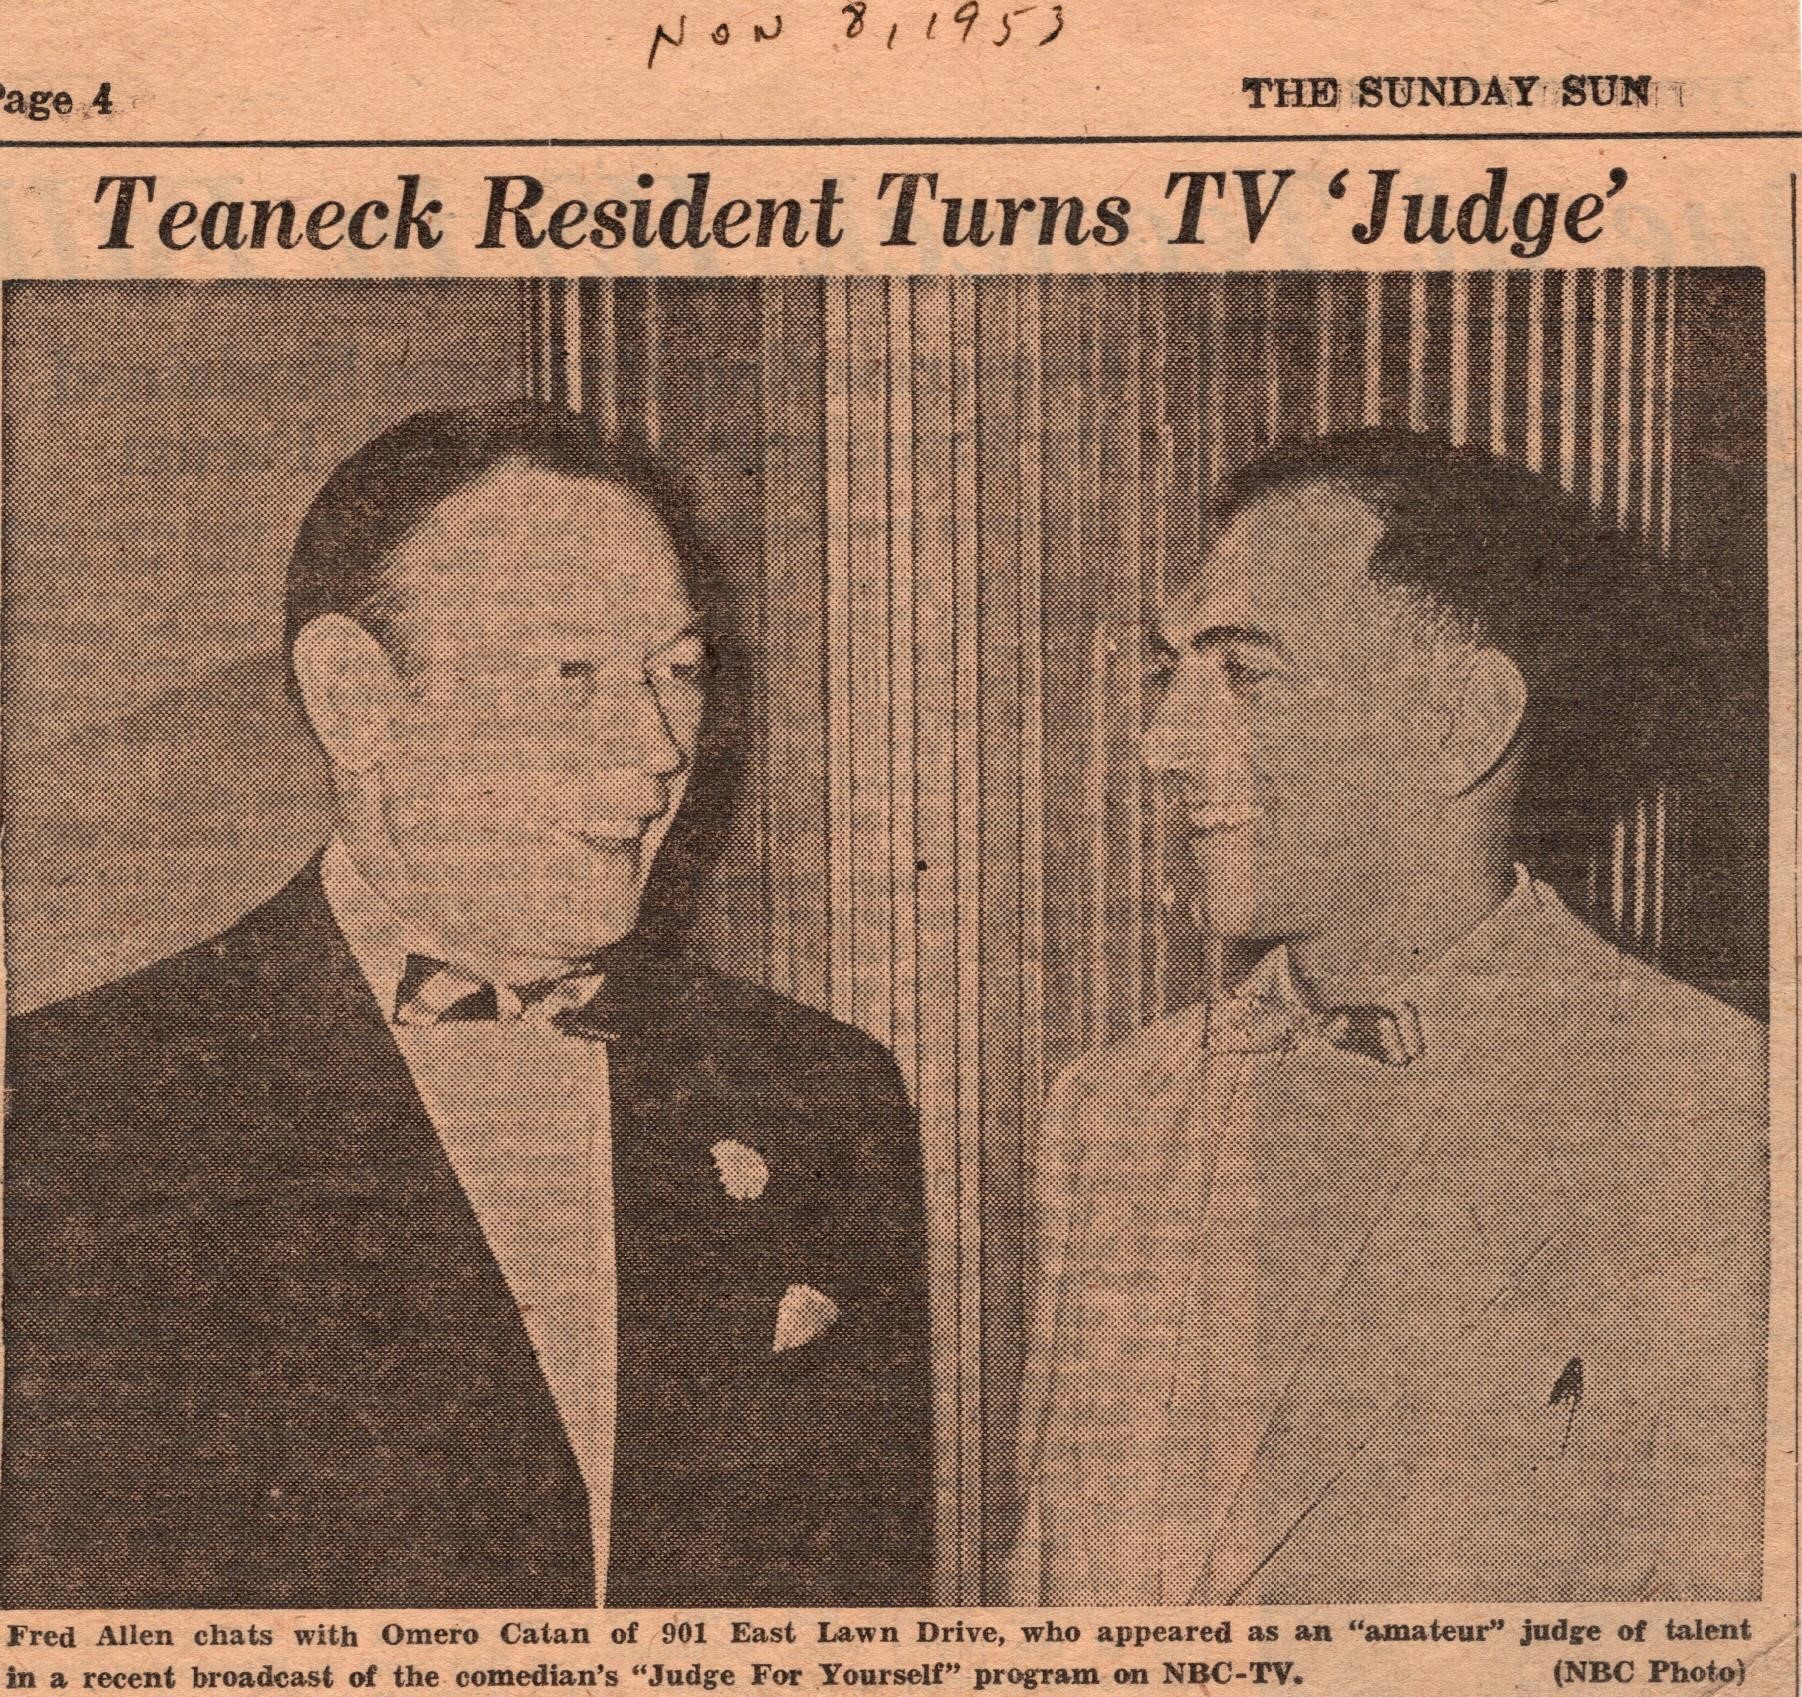 NOV 8, 1953
Page 4 THE SUNDAY SUN
Teaneck Resident Turns TV ‘Judge’
Fred Allen chats with Omero Catan of 901 East Lawn Drive, who appeared as an “amateur” judge of talent
in a recent broadcast of the comedian’s “Judge For Yourself” program on NBC-TV. (NBC Photo)